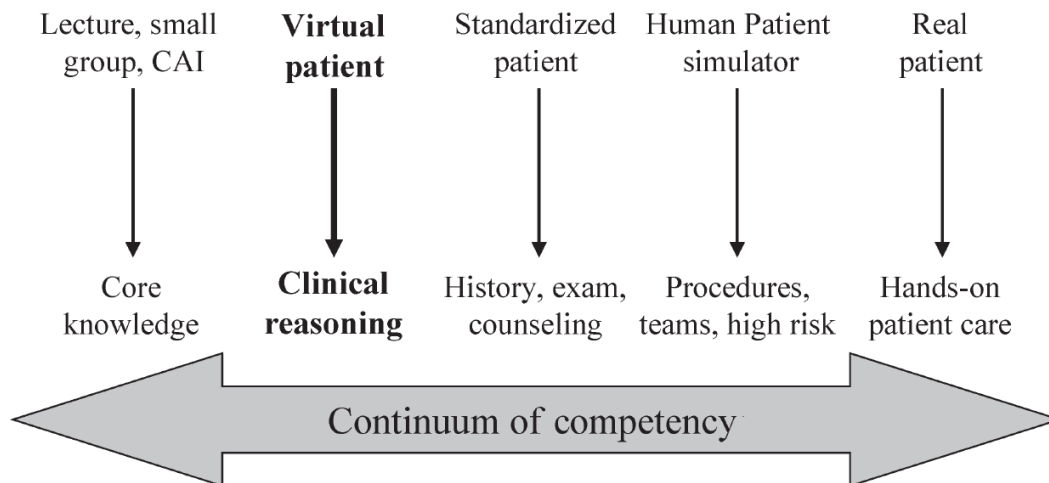 Lecture, small
group, CAI
Virtual
patient
Standardized
patient
Human Patient
simulator
Real
patient
Core
knowledge
Clinical
reasoning
History, exam,
counseling
Procedures,
teams, high risk
Hands-on
patient care
Continuum of competency